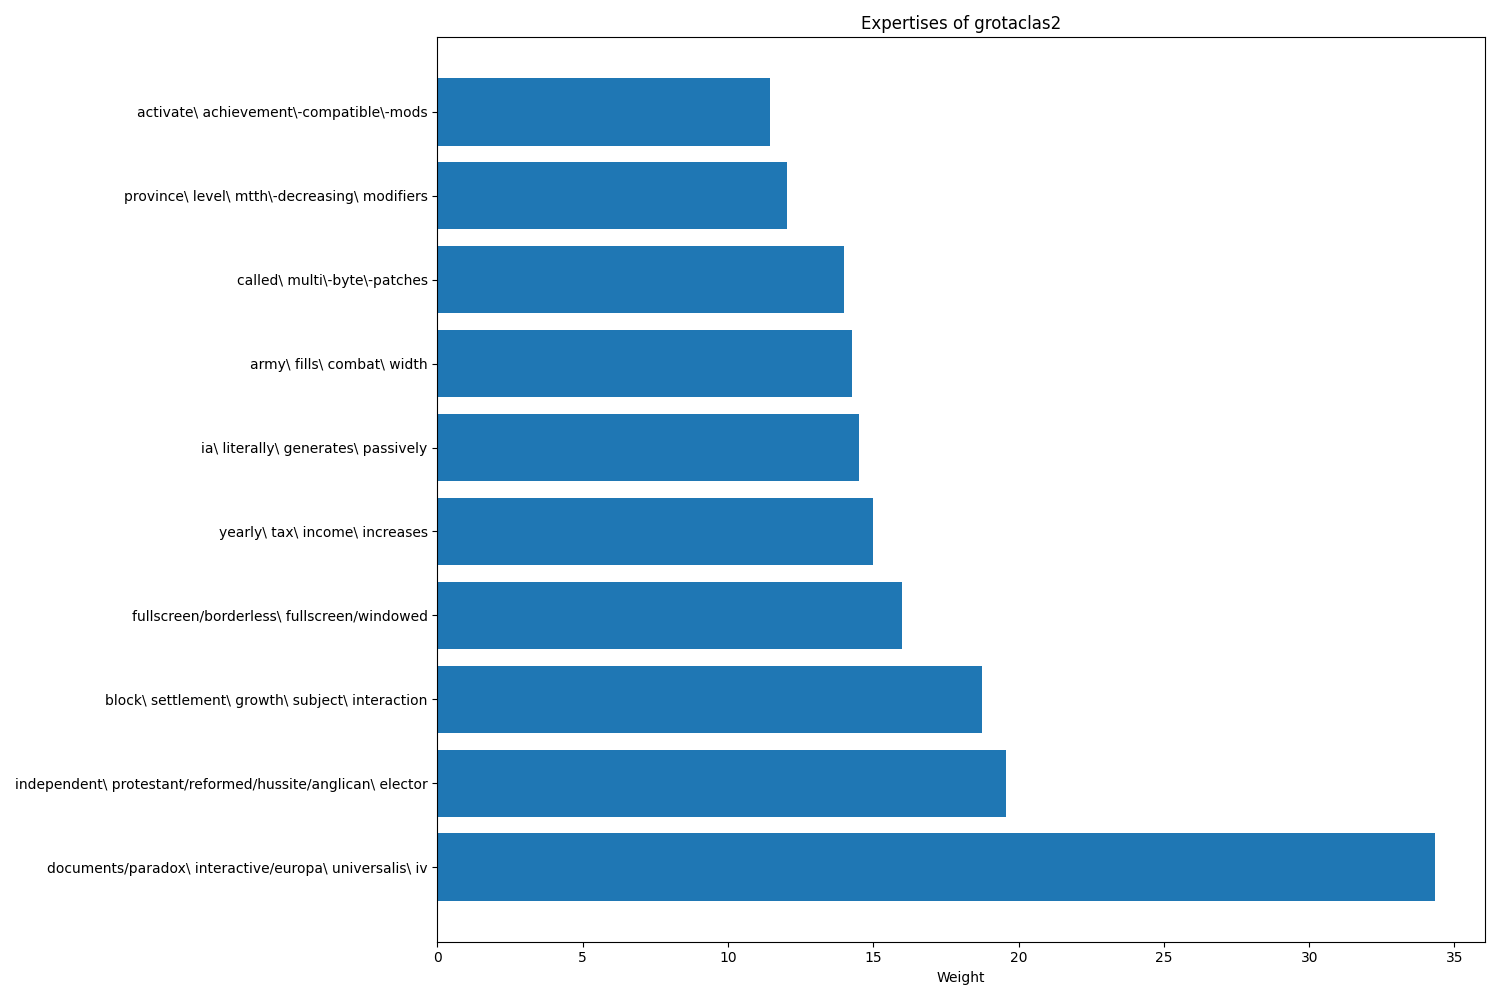 Expertises of grotaclas2
activate\ achievement\-compatible\-mods
province\ level\ mtth\-decreasing\ modifiers
called\ multi\-byte\-patches
army\ fills\ combat\ width
ia\ literally\ generates\ passively
yearly\ tax\ income\ increases
fullscreen/borderless\ fullscreen/windowed
block\ settlement\ growth\ subject\ interaction
independent\ protestant/reformed/hussite/anglican\ elector
documents/paradox\ interactive/europa\ universalis\ iv
0 5 10 15 20 25 30 35
Weight